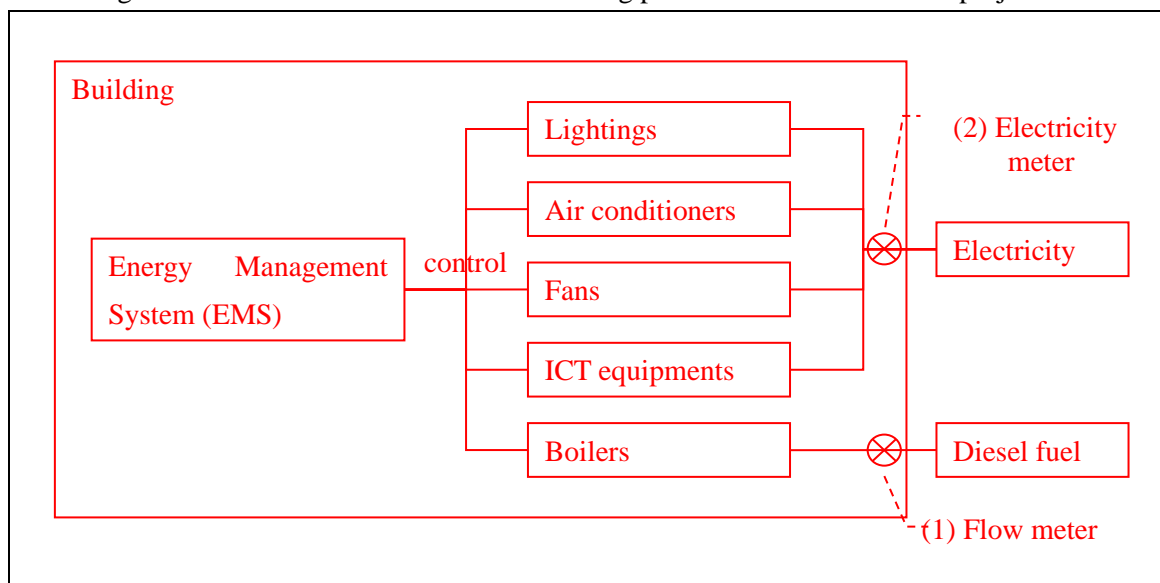 Building
Lightings
(2) Electricity
meter
Air conditioners
Energy Management
System (EMS)
control
Electricity
Fans
ICT equipments
Boilers
Diesel fuel
(1) Flow meter